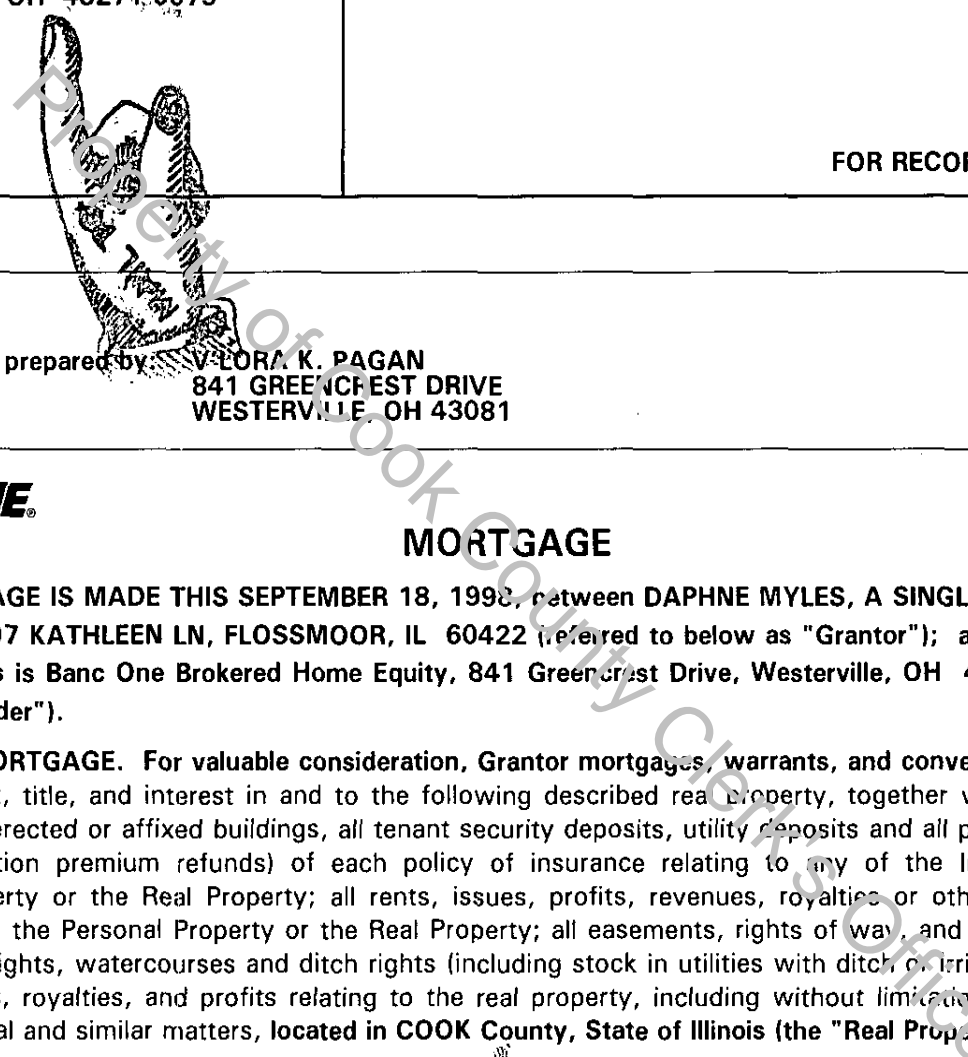 FOR RECOR
prepared by: V'LORA K. PAGAN
841 GREENCREST DRIVE
WESTERVILLE, OH 43081
E®
MORTGAGE
AGE IS MADE THIS SEPTEMBER 18, 1998, between DAPHNE MYLES, A SINGL
07 KATHLEEN LN, FLOSSMOOR, IL 60422 (referred to below as "Grantor"); a
s is Banc One Brokered Home Equity, 841 Greencrest Drive, Westerville, OH 4
der").
ORTGAGE. For valuable consideration, Grantor mortgages, warrants, and conve
, title, and interest in and to the following described real property, together v
erected or affixed buildings, all tenant security deposits, utility deposits and all p
tion premium refunds) of each policy of insurance relating to any of the I
erty or the Real Property; all rents, issues, profits, revenues, royalties or oth
the Personal Property or the Real Property; all easements, rights of way, and
ights, watercourses and ditch rights (including stock in utilities with ditch or irri
, royalties, and profits relating to the real property, including without limitatio
al and similar matters, located in COOK County, State of Illinois (the "Real Prope
Property of Cook County Clerk's Office